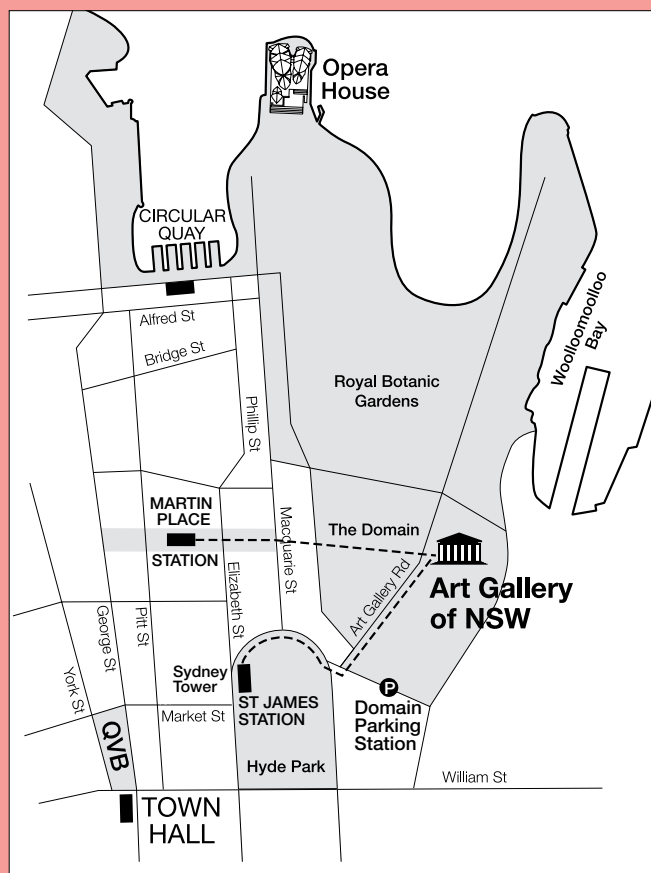 Opera
House
CIRCULAR
QUAY
Woolloomoolloo
Bay
Alfred St
Bridge St
Royal Botanic
Gardens
Phillip St
MARTIN
PLACE
STATION
Macquarie St
The Domain
Elizabeth St
Art Gallery Rd
Art Gallery
of NSW
George St
Pitt St
York St
Sydney
Tower
ST JAMES
STATION
Market St
P
Domain
Parking
Station
QVB
Hyde Park
William St
TOWN
HALL